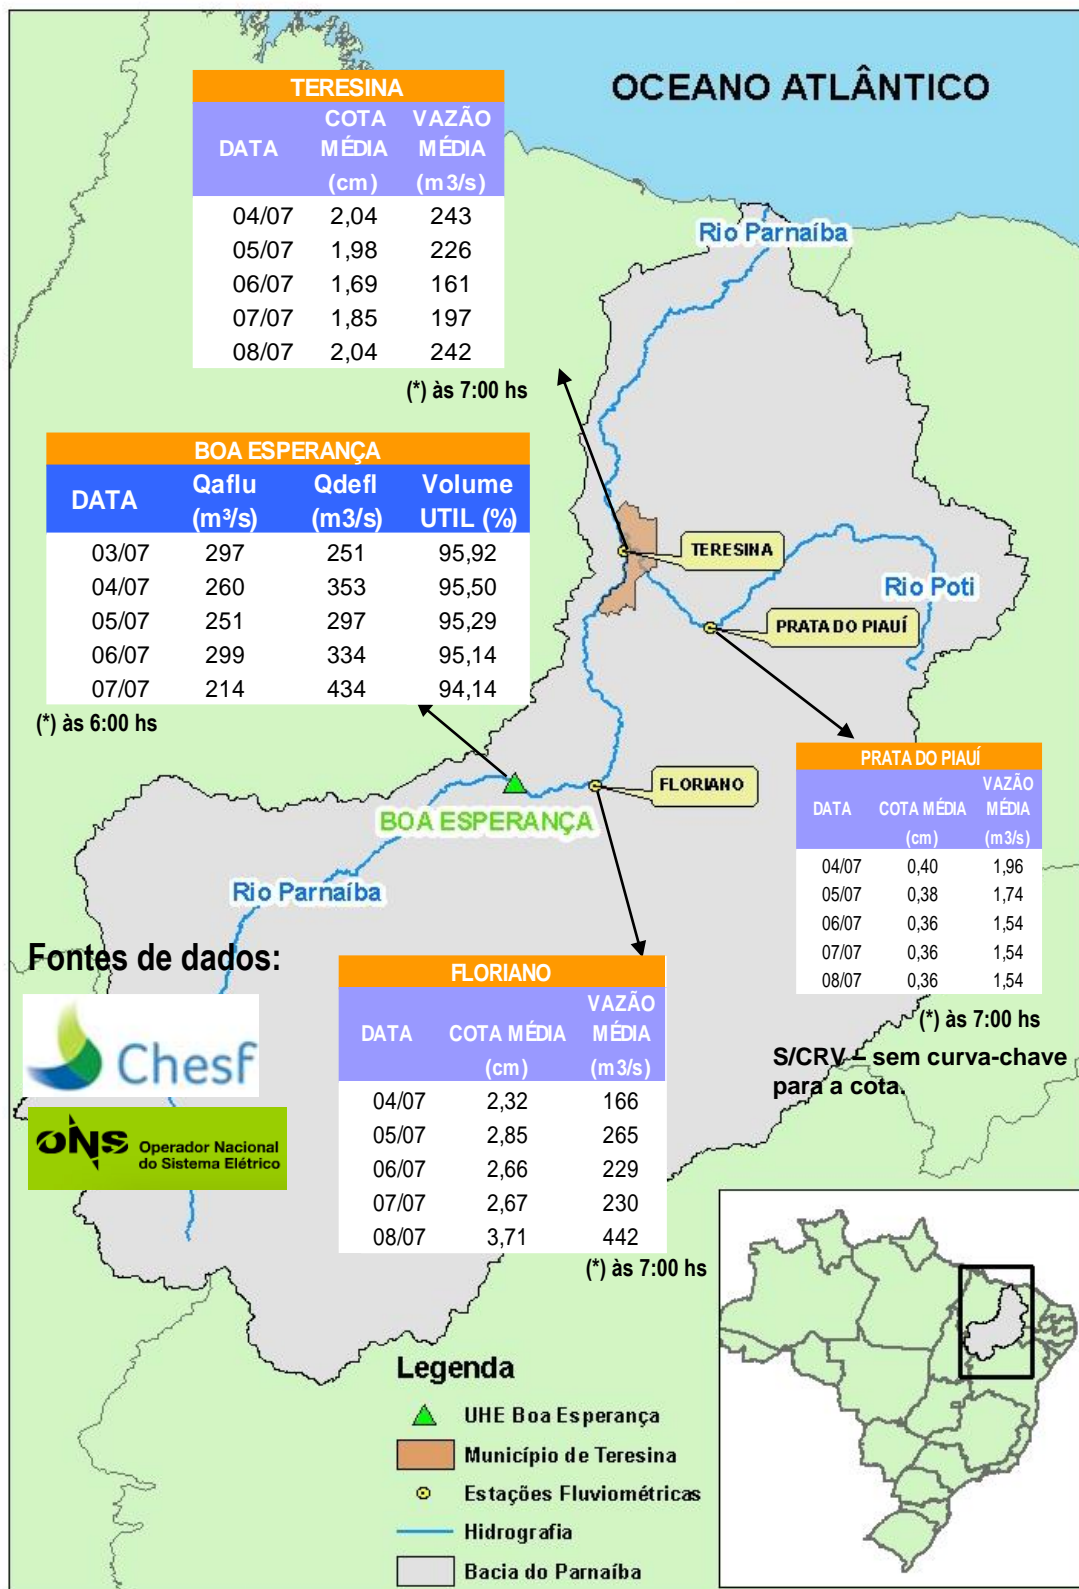 OCEANO ATLÂNTICO
TERESINA
DATA COTA MÉDIA (cm) VAZÃO MÉDIA (m3/s)
04/07 2,04 243
05/07 1,98 226
06/07 1,69 161
07/07 1,85 197
08/07 2,04 242
(*) às 7:00 hs
Rio Parnaíba
BOA ESPERANÇA
DATA Qaflu (m³/s) Qdefl (m3/s) Volume UTIL (%)
03/07 297 251 95,92
04/07 260 353 95,50
05/07 251 297 95,29
06/07 299 334 95,14
07/07 214 434 94,14
(*) às 6:00 hs
TERESINA
Rio Poti
PRATA DO PIAUÍ
FLORIANO
BOA ESPERANÇA
Rio Parnaíba
PRATA DO PIAUÍ
DATA COTA MÉDIA (cm) VAZÃO MÉDIA (m3/s)
04/07 0,40 1,96
05/07 0,38 1,74
06/07 0,36 1,54
07/07 0,36 1,54
08/07 0,36 1,54
(*) às 7:00 hs
S/CRV – sem curva-chave
para a cota.
Fontes de dados:
Chesf
ONS Operador Nacional
do Sistema Elétrico
FLORIANO
DATA COTA MÉDIA (cm) VAZÃO MÉDIA (m3/s)
04/07 2,32 166
05/07 2,85 265
06/07 2,66 229
07/07 2,67 230
08/07 3,71 442
(*) às 7:00 hs
Legenda
UHE Boa Esperança
Município de Teresina
Estações Fluviométricas
Hidrografia
Bacia do Parnaíba